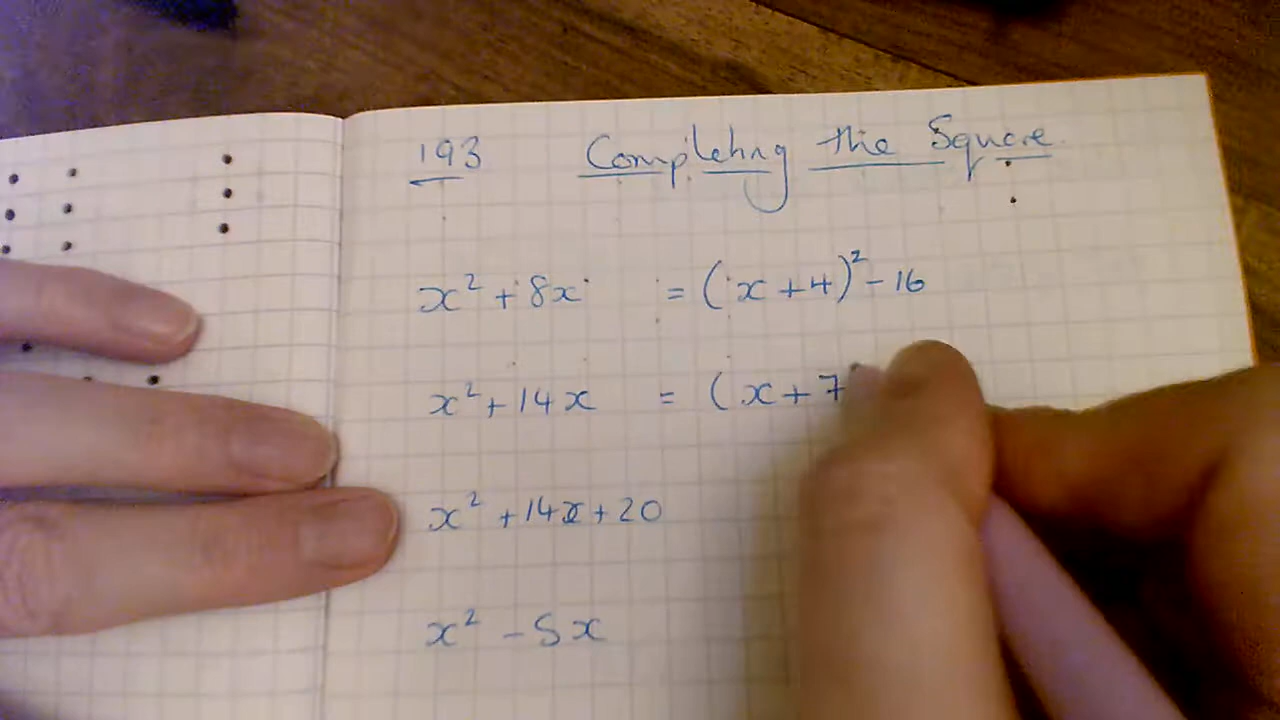 193 Completing the Square
x² + 8x = (x + 4)² - 16
x² + 14x = (x + 7
x² + 14x + 20
x² - 5x